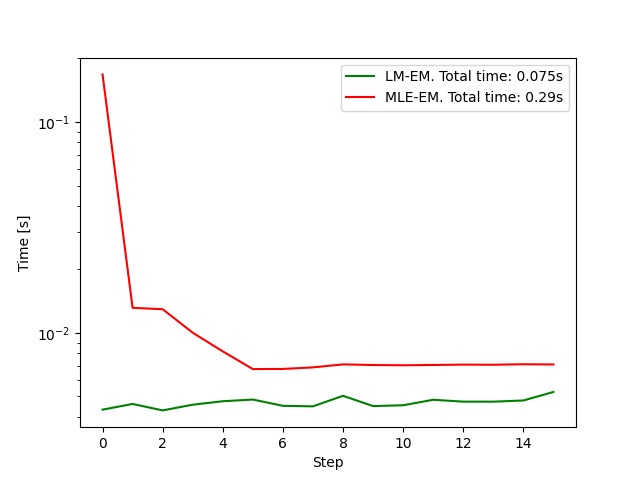 LM-EM. Total time: 0.075s
MLE-EM. Total time: 0.29s
10⁻¹
10⁻²
Time [s]
0 2 4 6 8 10 12 14
Step